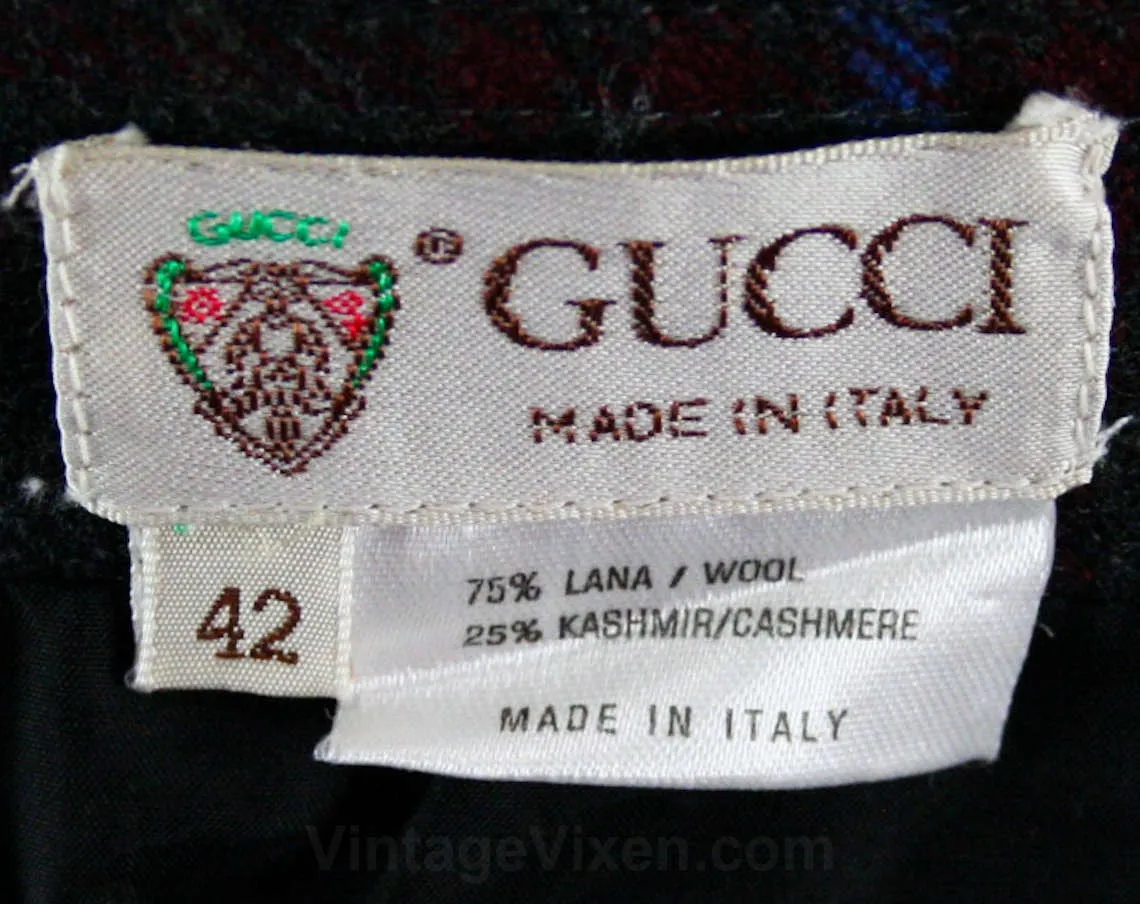 GUCCI
® GUCCI
MADE IN ITALY
42
75% LANA / WOOL
25% KASHMIR/CASHMERE
MADE IN ITALY
VintageVixen.com